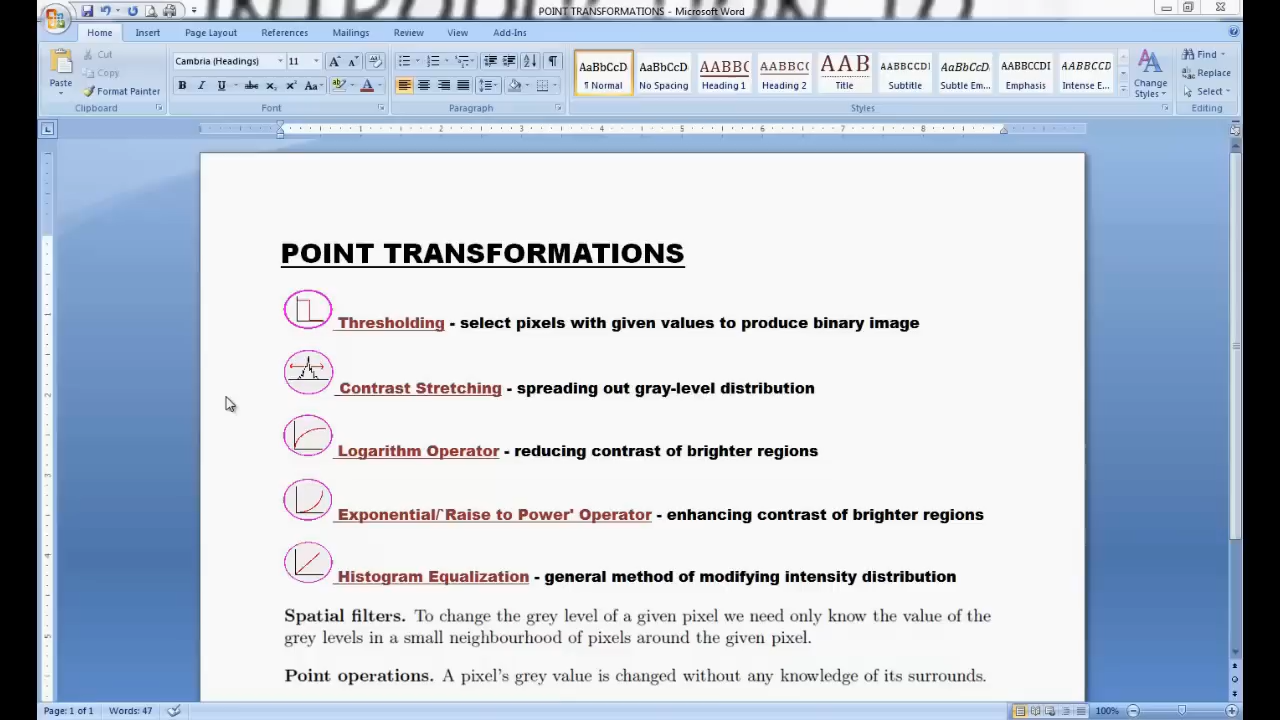 POINT TRANSFORMATIONS - Microsoft Word
Home Insert Page Layout References Mailings Review View Add-Ins
Paste
Cut
Copy
Format Painter
Clipboard
Cambria (Headings) 11
Font
Paragraph
AaBbCcD AaBbCcD AABBC AABBC AAB AABBCCDI AaBbCcD AABBCCDI AABBCCD
¶ Normal No Spacing Heading 1 Heading 2 Title Subtitle Subtle Em... Emphasis Intense E...
Styles
Change
Styles
Find
Replace
Select
Editing
POINT TRANSFORMATIONS
Thresholding - select pixels with given values to produce binary image
Contrast Stretching - spreading out gray-level distribution
Logarithm Operator - reducing contrast of brighter regions
Exponential/`Raise to Power' Operator - enhancing contrast of brighter regions
Histogram Equalization - general method of modifying intensity distribution
Spatial filters. To change the grey level of a given pixel we need only know the value of the
grey levels in a small neighbourhood of pixels around the given pixel.
Point operations. A pixel's grey value is changed without any knowledge of its surrounds.
Page: 1 of 1 Words: 47 100%